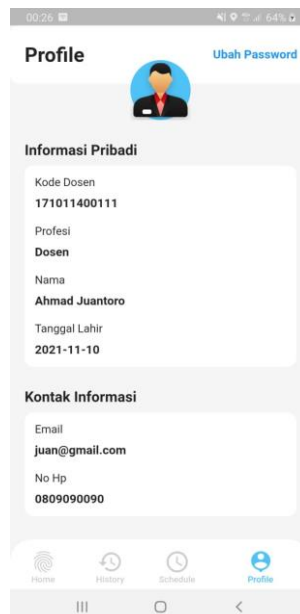 00:26 64%
Profile
Ubah Password
Informasi Pribadi
Kode Dosen
171011400111
Profesi
Dosen
Nama
Ahmad Juantoro
Tanggal Lahir
2021-11-10
Kontak Informasi
Email
juan@gmail.com
No Hp
0809090090
Home History Schedule Profile